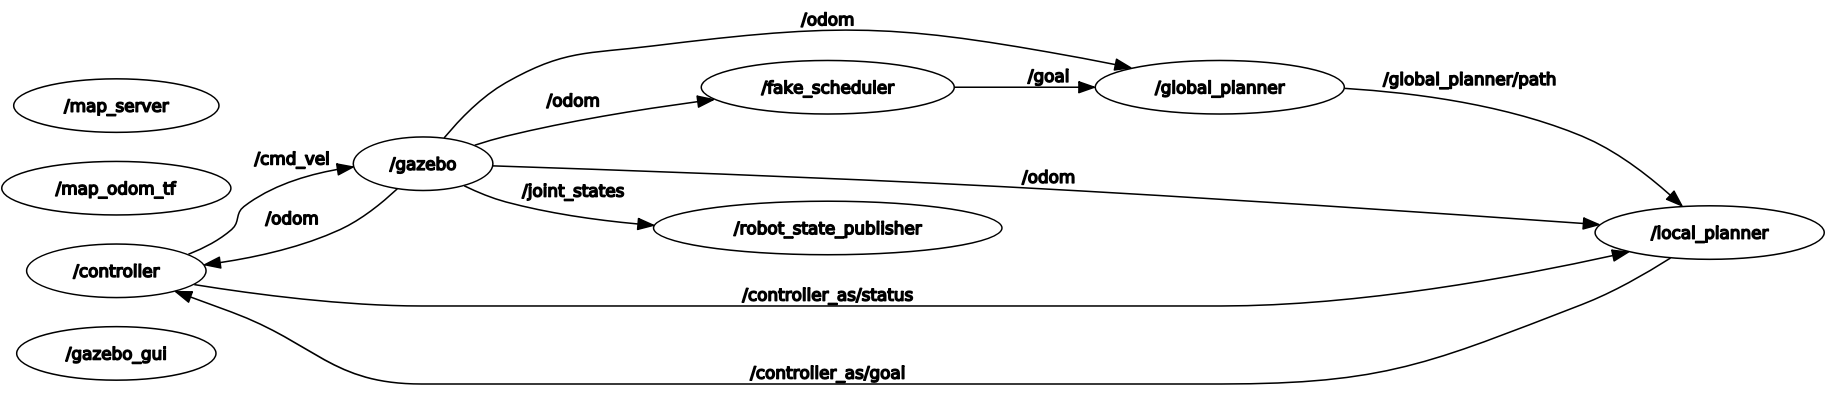 /odom
/fake_scheduler
/goal
/global_planner
/global_planner/path
/map_server
/odom
/cmd_vel
/gazebo
/map_odom_tf
/joint_states
/odom
/odom
/robot_state_publisher
/local_planner
/controller
/controller_as/status
/gazebo_gui
/controller_as/goal